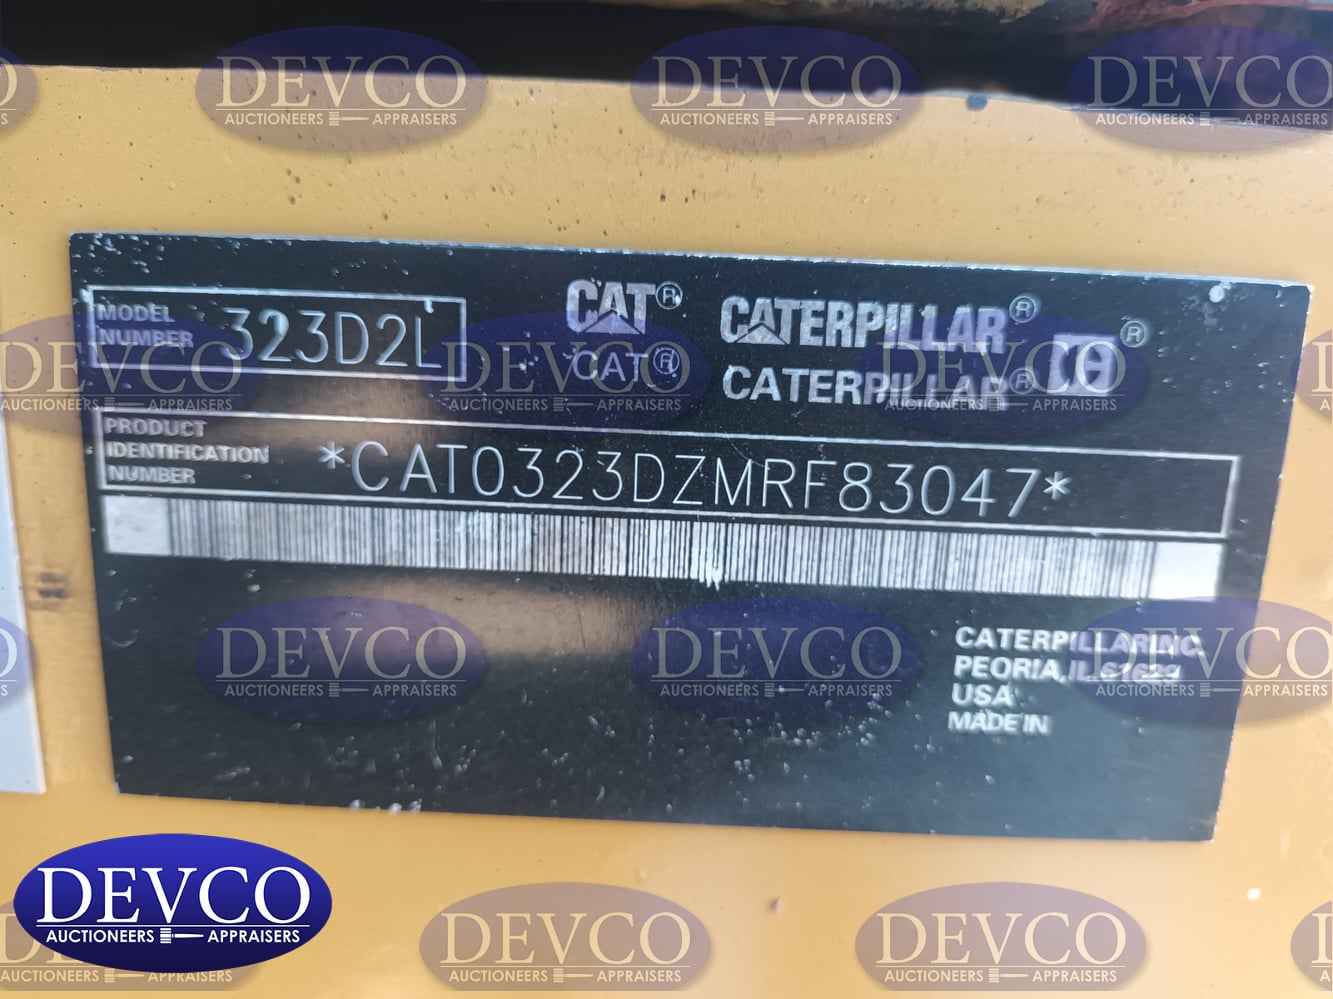 MODEL NUMBER 323D2L
CAT® CATERPILLAR®
CAT® CATERPILLAR®
PRODUCT IDENTIFICATION NUMBER *CAT0323DZMRF83047*
CATERPILLAR INC.
PEORIA, IL, 61629
USA
MADE IN
DEVCO
AUCTIONEERS APPRAISERS